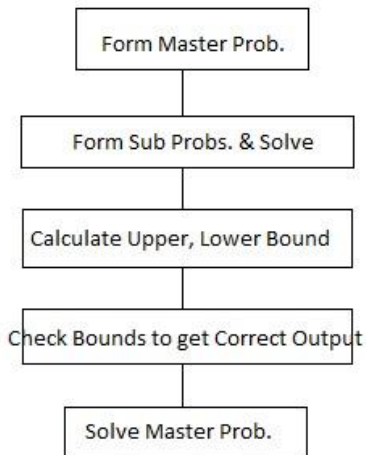 Form Master Prob.
Form Sub Probs. & Solve
Calculate Upper, Lower Bound
Check Bounds to get Correct Output
Solve Master Prob.